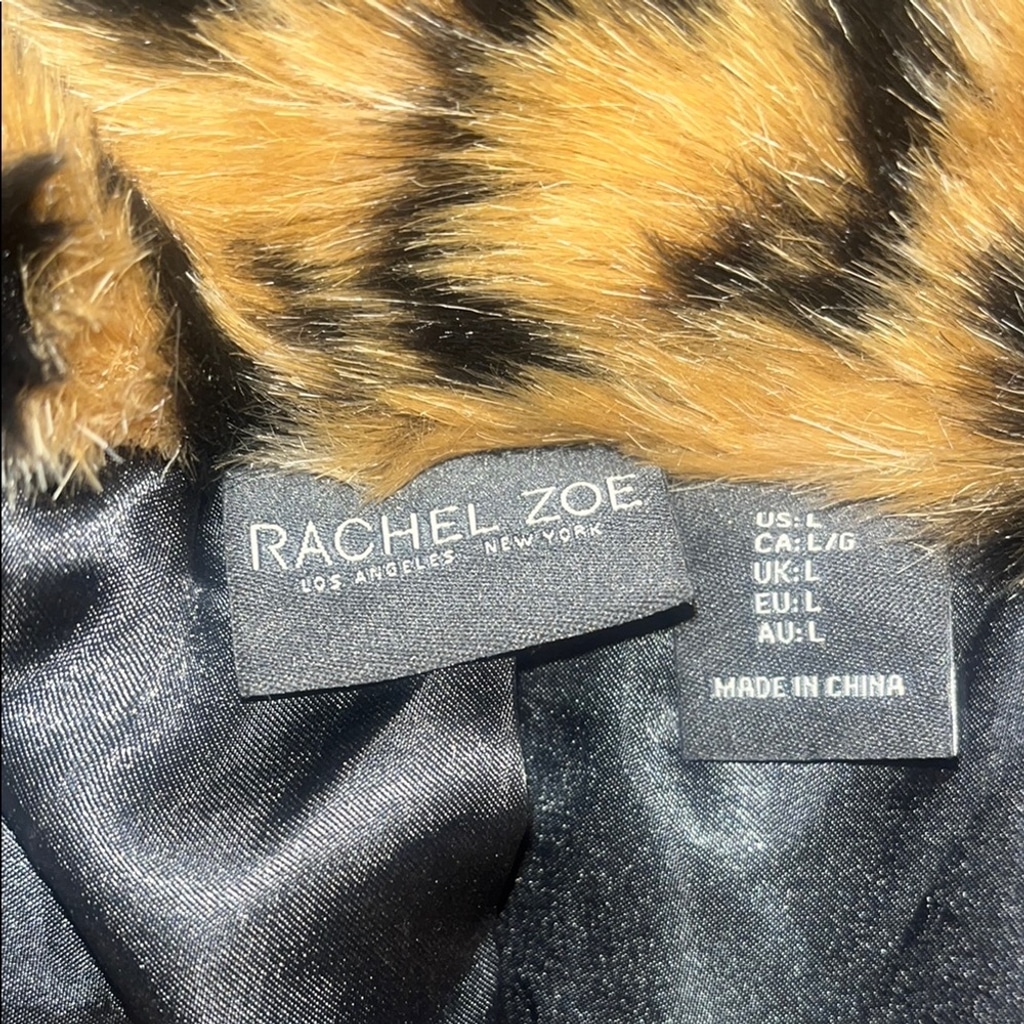 RACHEL ZOE
LOS ANGELES NEW YORK
US: L
CA: L/G
UK: L
EU: L
AU: L
MADE IN CHINA